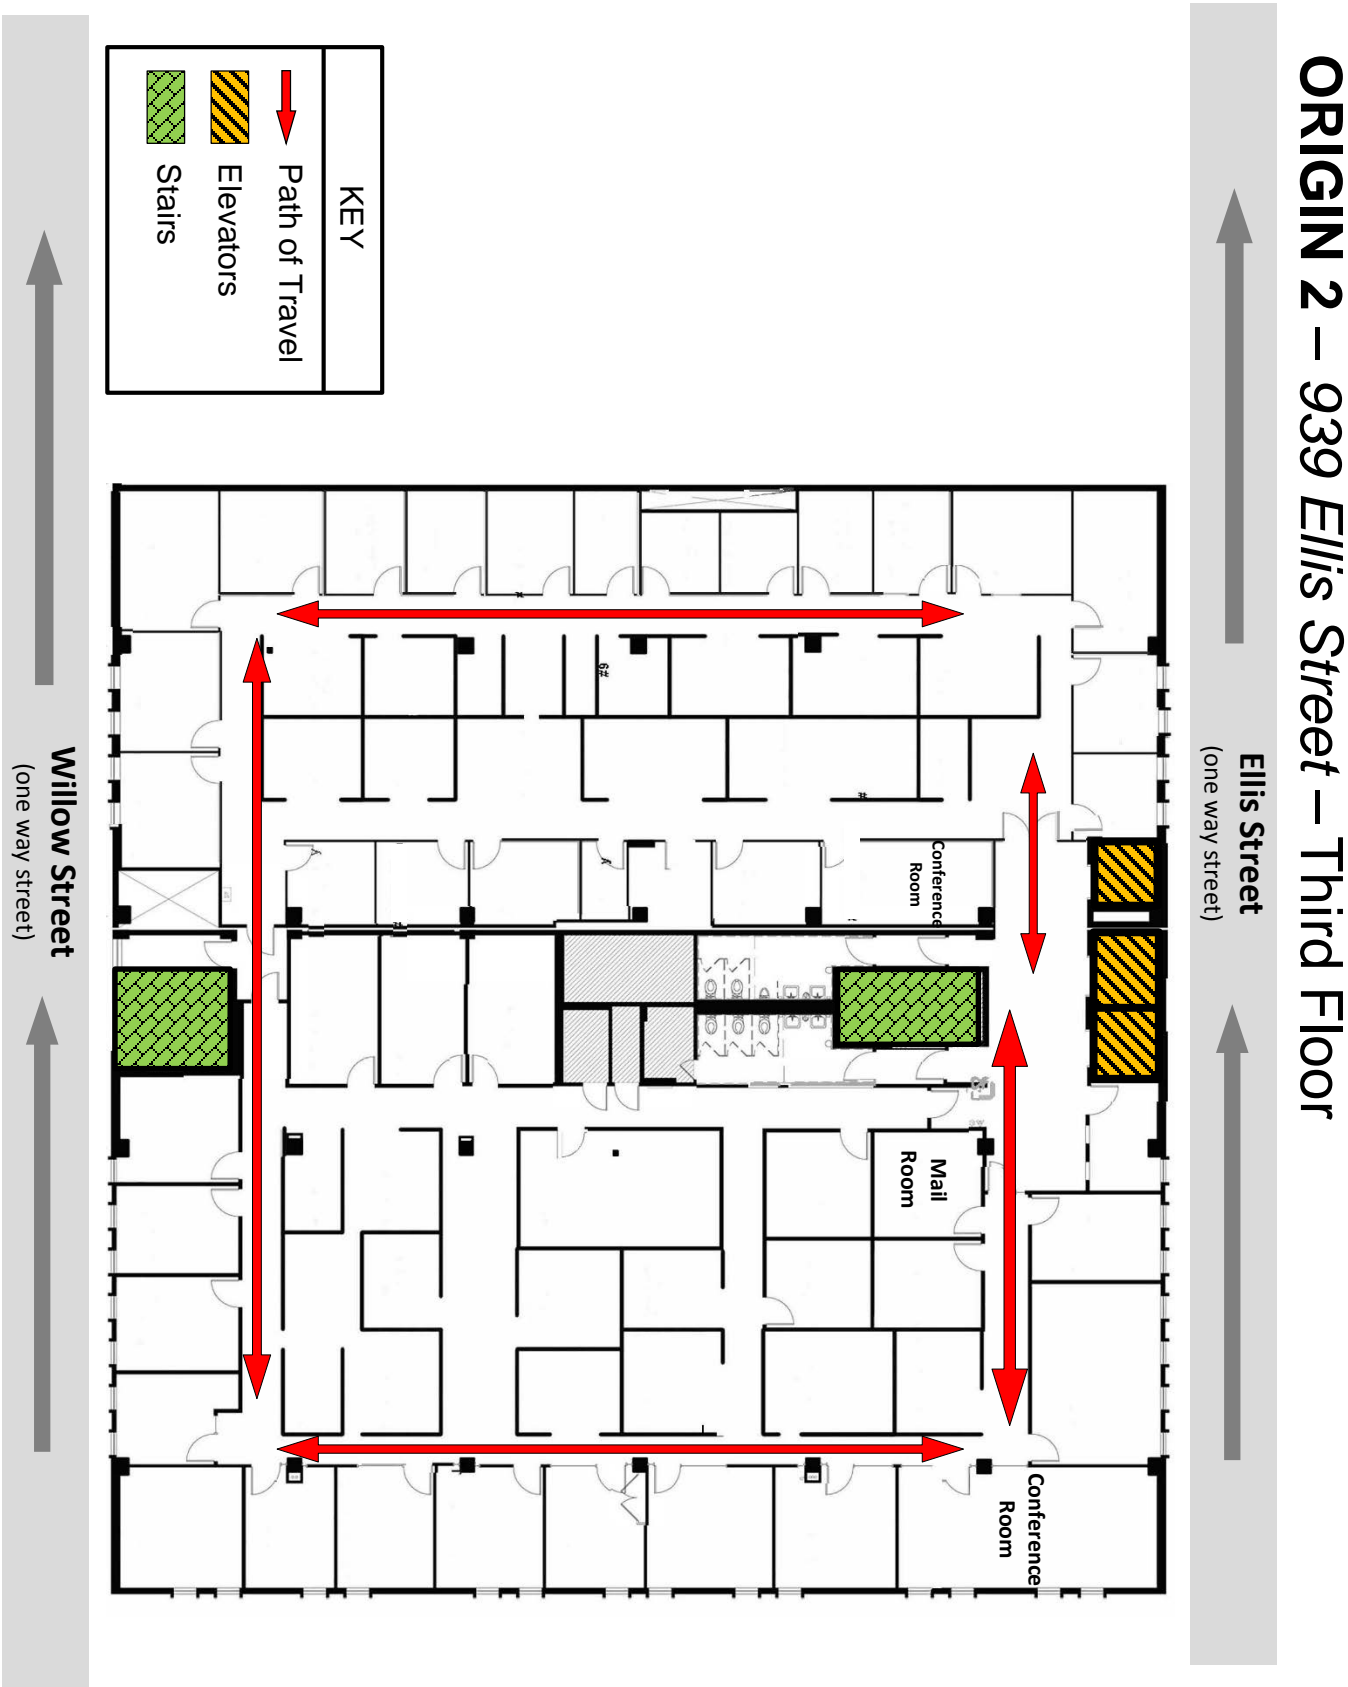 ORIGIN 2 – 939 Ellis Street – Third Floor
Ellis Street
(one way street)
Conference
Room
Mail
Room
Conference
Room
#6
#
#
#
KEY
Path of Travel
Elevators
Stairs
Willow Street
(one way street)